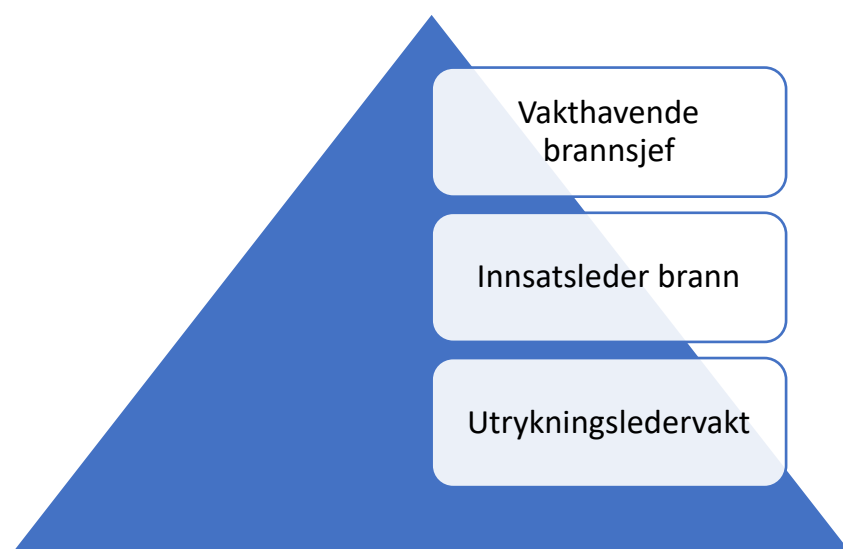 Vakthavende
brannsjef
Innsatsleder brann
Utrykningsledervakt